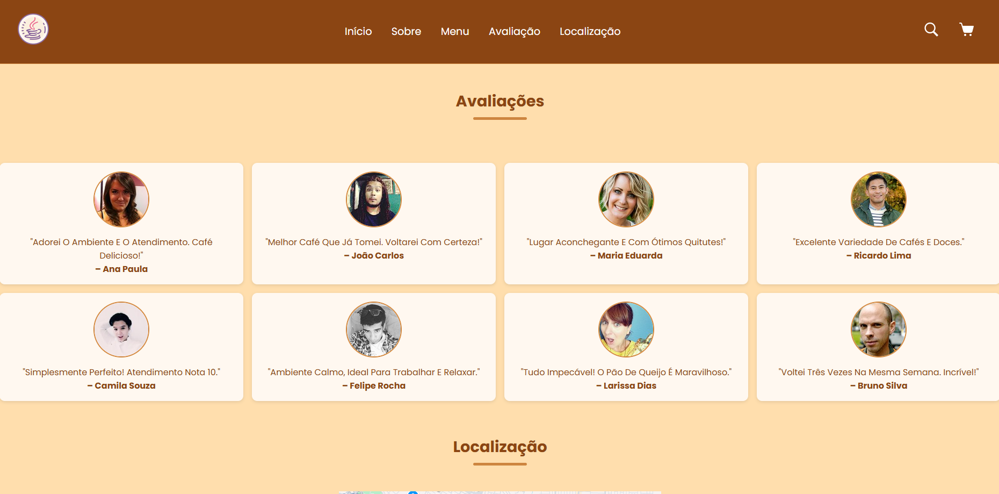 Início Sobre Menu Avaliação Localização
Avaliações
"Adorei O Ambiente E O Atendimento. Café
Delicioso!"
– Ana Paula
"Melhor Café Que Já Tomei. Voltarei Com Certeza!"
– João Carlos
"Lugar Aconchegante E Com Ótimos Quitutes!"
– Maria Eduarda
"Excelente Variedade De Cafés E Doces."
– Ricardo Lima
"Simplesmente Perfeito! Atendimento Nota 10."
– Camila Souza
"Ambiente Calmo, Ideal Para Trabalhar E Relaxar."
– Felipe Rocha
"Tudo Impecável! O Pão De Queijo É Maravilhoso."
– Larissa Dias
"Voltei Três Vezes Na Mesma Semana. Incrível!"
– Bruno Silva
Localização